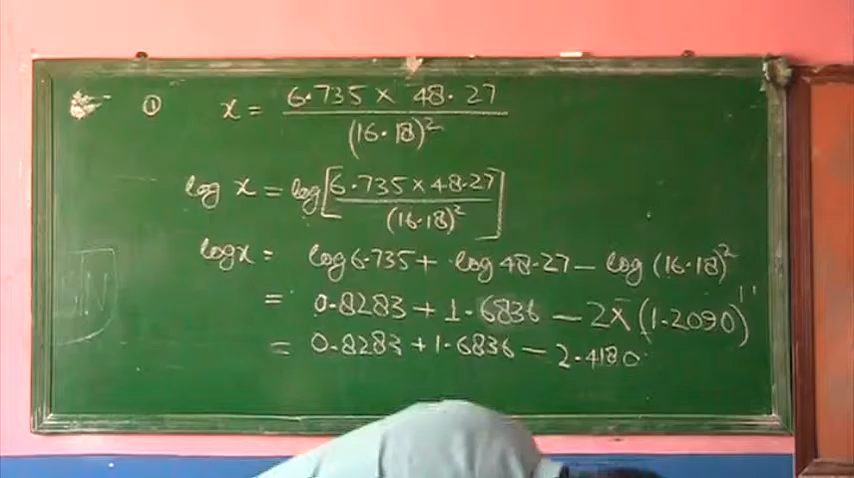 ① x = 6.735 × 48.27 / (16.18)²
log x = log [6.735 × 48.27 / (16.18)²]
log x = log 6.735 + log 48.27 - log (16.18)²
= 0.8283 + 1.6836 - 2 × (1.2090)
= 0.8283 + 1.6836 - 2.4180